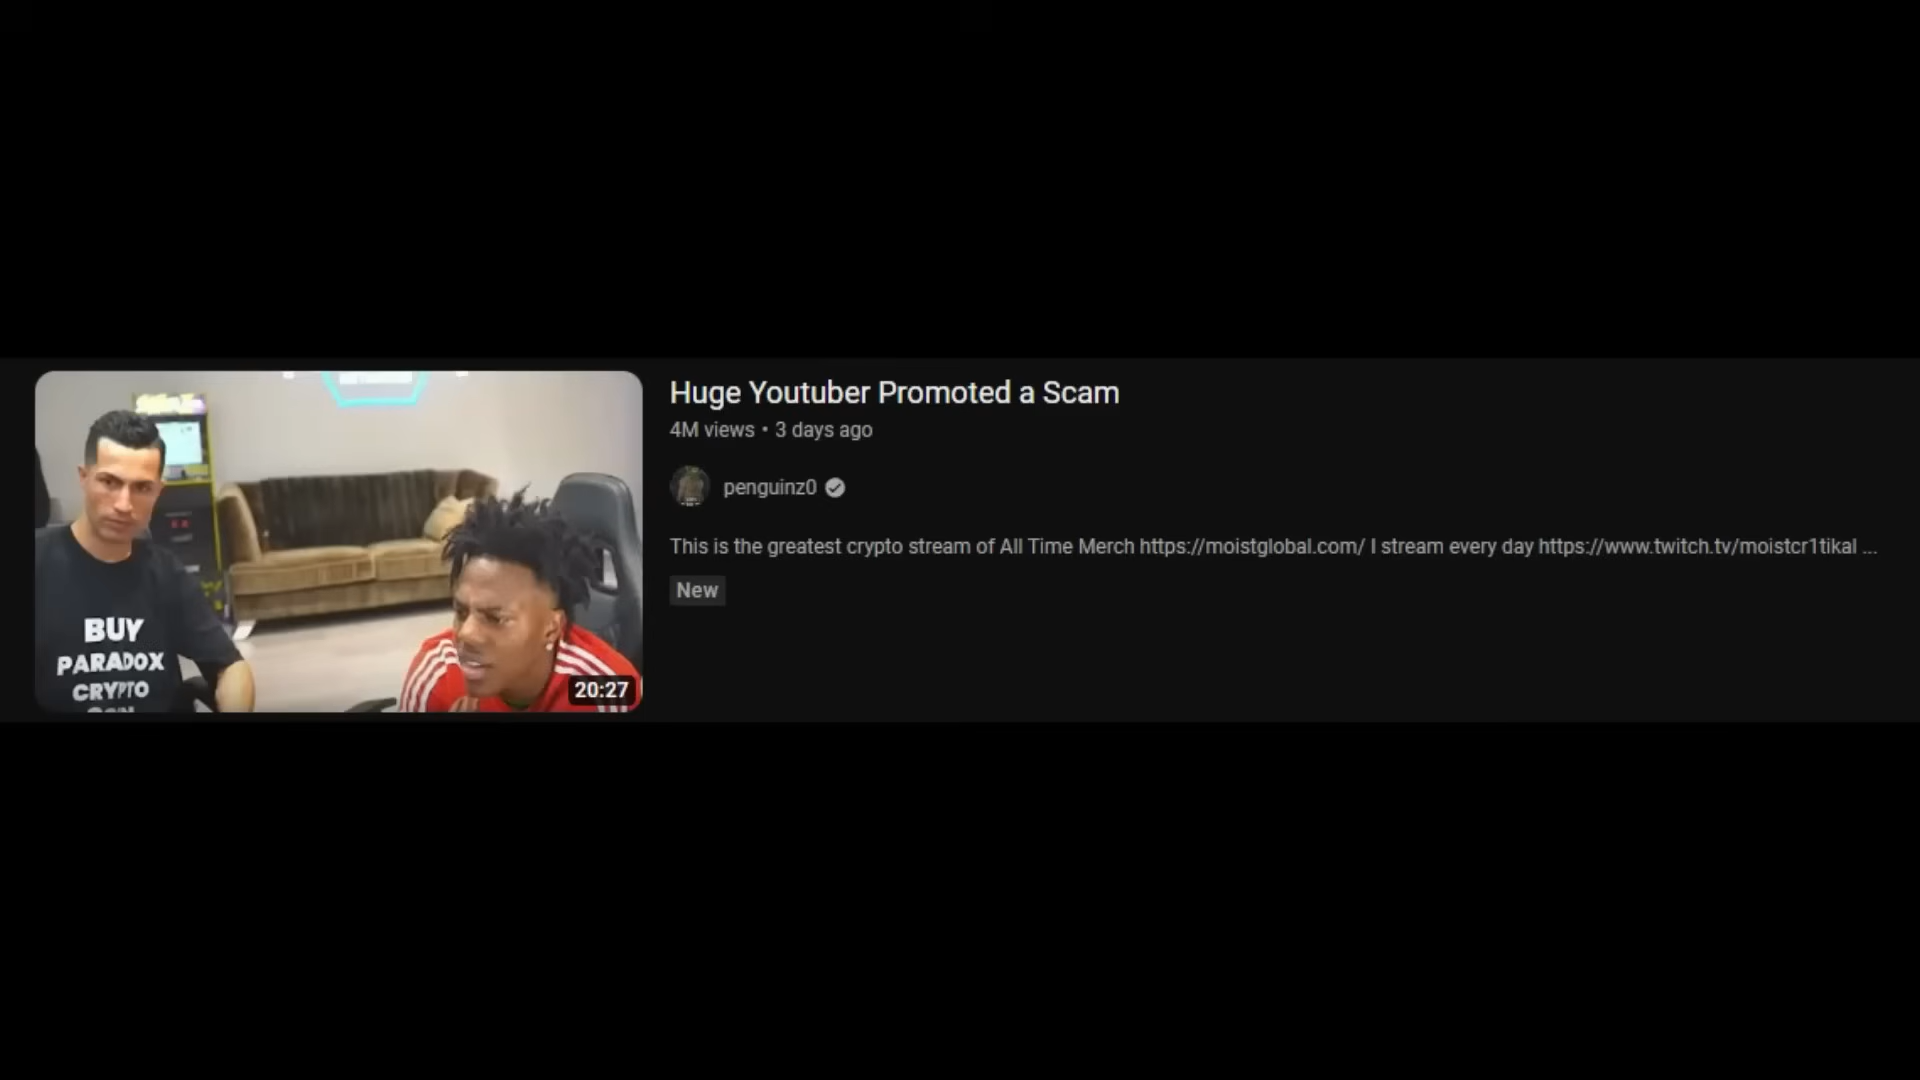 Huge Youtuber Promoted a Scam
4M views • 3 days ago
penguinz0
This is the greatest crypto stream of All Time Merch https://moistglobal.com/ I stream every day https://www.twitch.tv/moistcr1tikal ...
New
BUY
PARADOX
CRYPTO
20:27